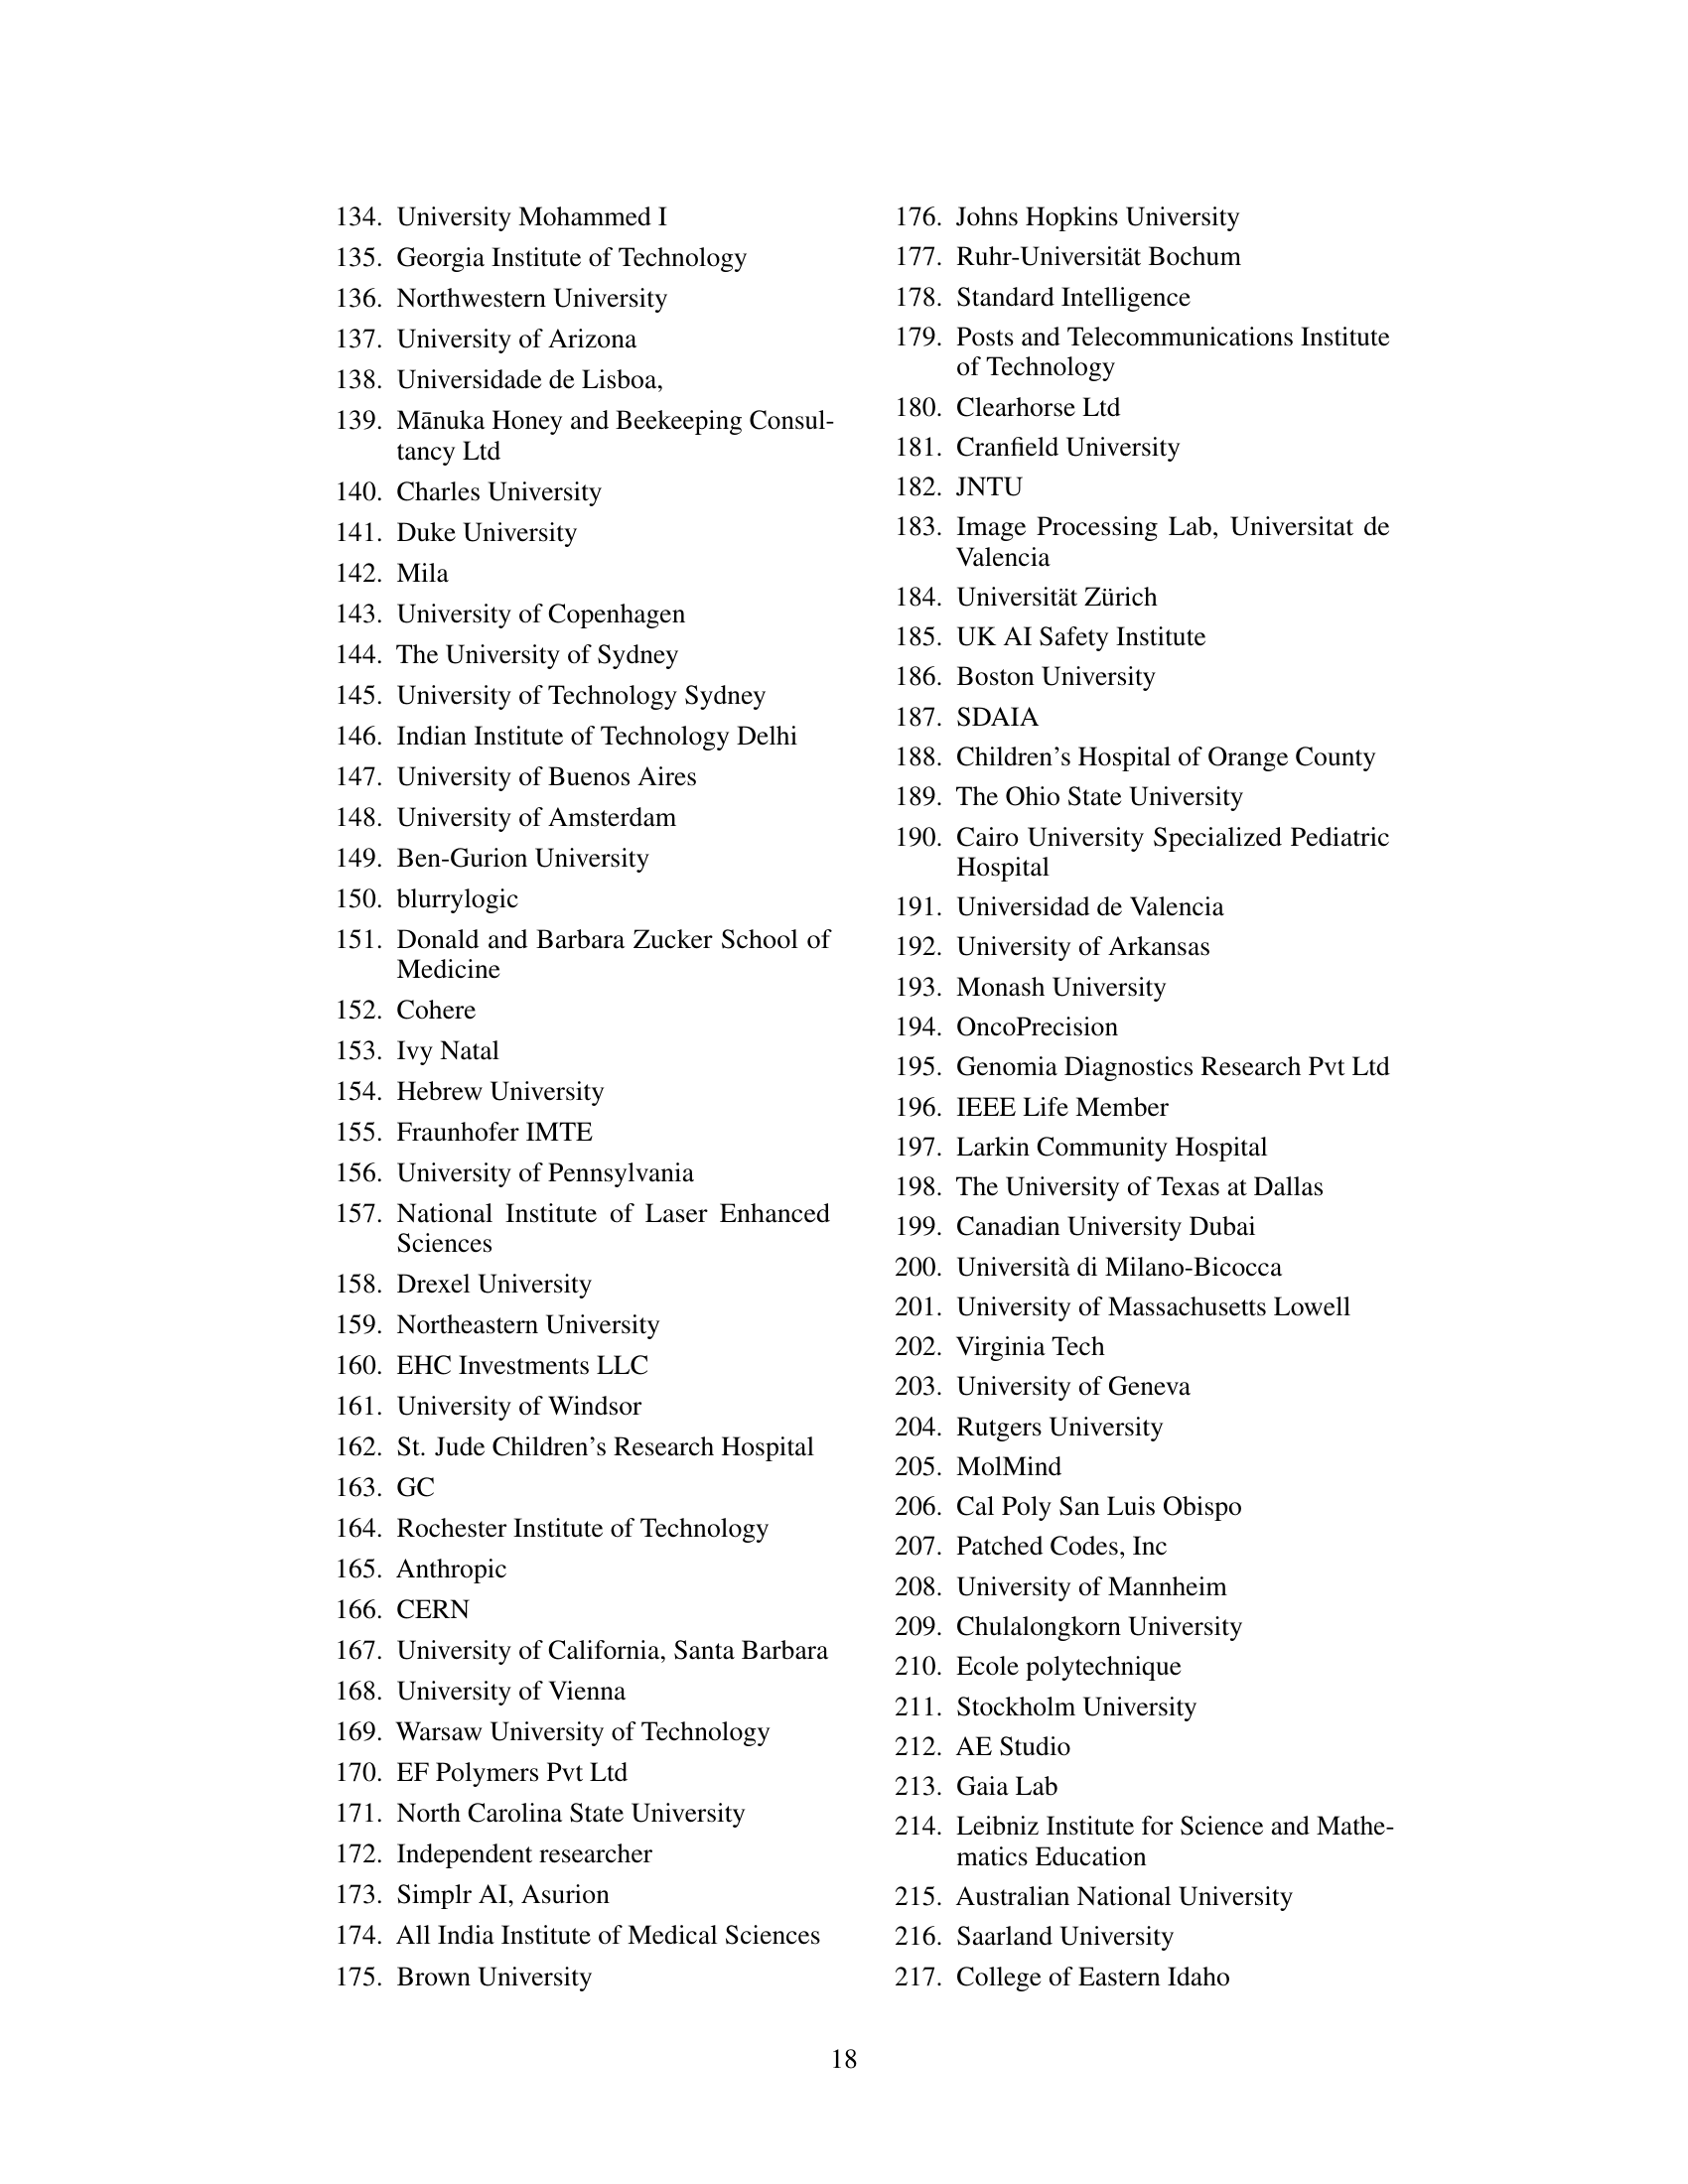 134. University Mohammed I
135. Georgia Institute of Technology
136. Northwestern University
137. University of Arizona
138. Universidade de Lisboa,
139. Mānuka Honey and Beekeeping Consul-
tancy Ltd
140. Charles University
141. Duke University
142. Mila
143. University of Copenhagen
144. The University of Sydney
145. University of Technology Sydney
146. Indian Institute of Technology Delhi
147. University of Buenos Aires
148. University of Amsterdam
149. Ben-Gurion University
150. blurrylogic
151. Donald and Barbara Zucker School of
Medicine
152. Cohere
153. Ivy Natal
154. Hebrew University
155. Fraunhofer IMTE
156. University of Pennsylvania
157. National Institute of Laser Enhanced
Sciences
158. Drexel University
159. Northeastern University
160. EHC Investments LLC
161. University of Windsor
162. St. Jude Children's Research Hospital
163. GC
164. Rochester Institute of Technology
165. Anthropic
166. CERN
167. University of California, Santa Barbara
168. University of Vienna
169. Warsaw University of Technology
170. EF Polymers Pvt Ltd
171. North Carolina State University
172. Independent researcher
173. Simplr AI, Asurion
174. All India Institute of Medical Sciences
175. Brown University
176. Johns Hopkins University
177. Ruhr-Universität Bochum
178. Standard Intelligence
179. Posts and Telecommunications Institute
of Technology
180. Clearhorse Ltd
181. Cranfield University
182. JNTU
183. Image Processing Lab, Universitat de
Valencia
184. Universität Zürich
185. UK AI Safety Institute
186. Boston University
187. SDAIA
188. Children's Hospital of Orange County
189. The Ohio State University
190. Cairo University Specialized Pediatric
Hospital
191. Universidad de Valencia
192. University of Arkansas
193. Monash University
194. OncoPrecision
195. Genomia Diagnostics Research Pvt Ltd
196. IEEE Life Member
197. Larkin Community Hospital
198. The University of Texas at Dallas
199. Canadian University Dubai
200. Università di Milano-Bicocca
201. University of Massachusetts Lowell
202. Virginia Tech
203. University of Geneva
204. Rutgers University
205. MolMind
206. Cal Poly San Luis Obispo
207. Patched Codes, Inc
208. University of Mannheim
209. Chulalongkorn University
210. Ecole polytechnique
211. Stockholm University
212. AE Studio
213. Gaia Lab
214. Leibniz Institute for Science and Mathe-
matics Education
215. Australian National University
216. Saarland University
217. College of Eastern Idaho
18